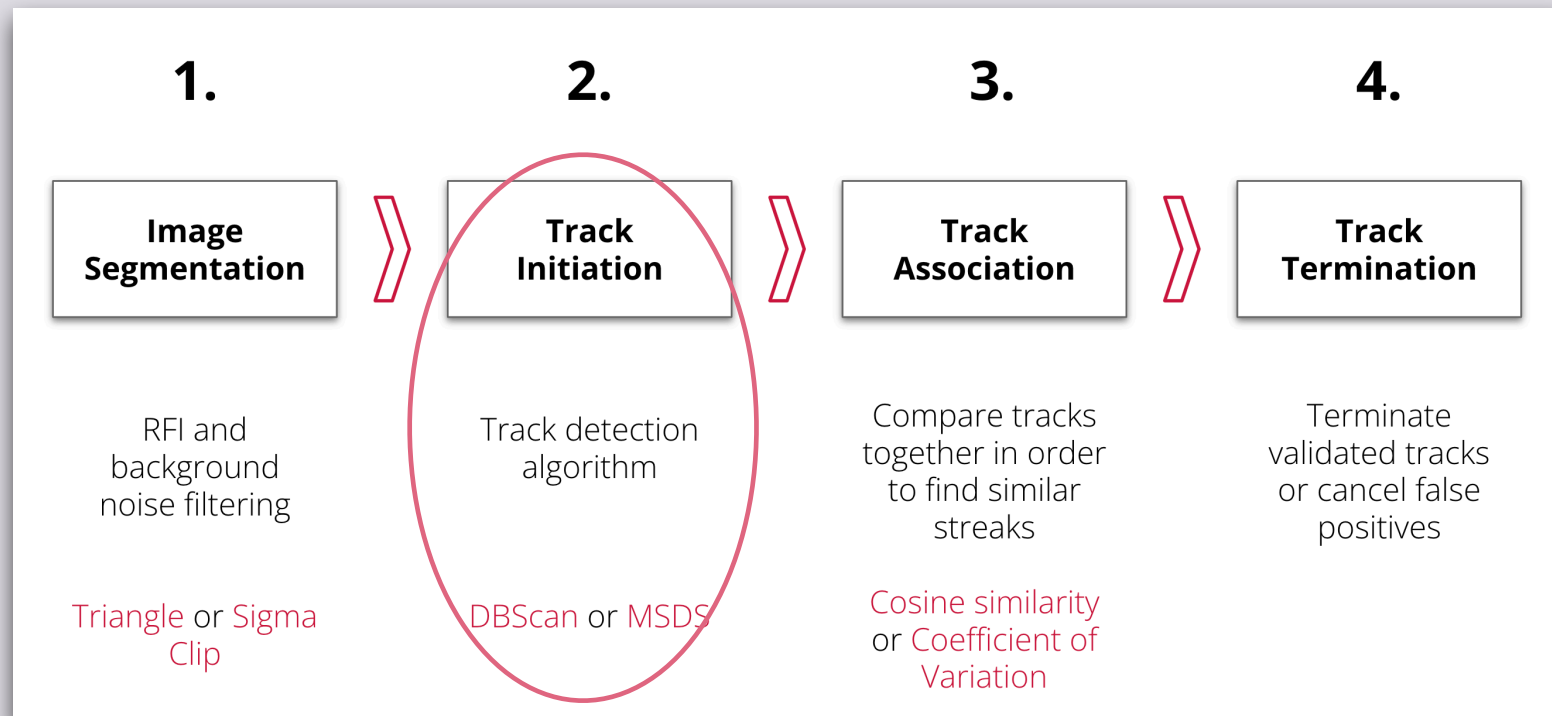 1.
2.
3.
4.
Image
Segmentation
Track
Initiation
Track
Association
Track
Termination
RFI and
background
noise filtering
Track detection
algorithm
Compare tracks
together in order
to find similar
streaks
Terminate
validated tracks
or cancel false
positives
Triangle or Sigma
Clip
DBScan or MSDS
Cosine similarity
or Coefficient of
Variation